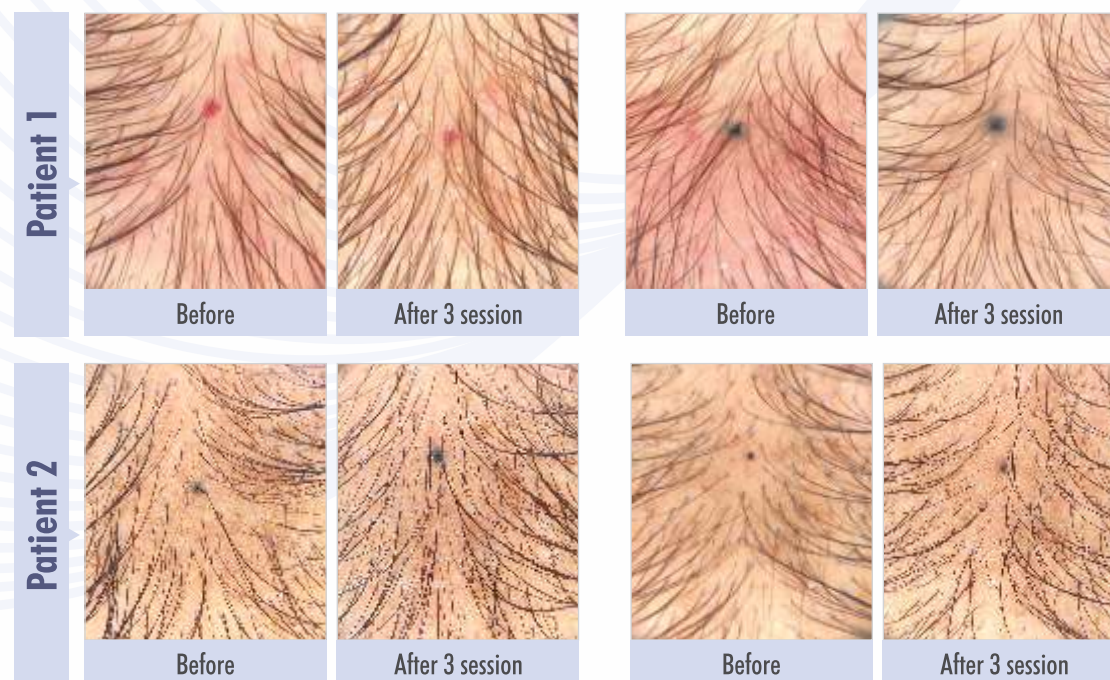 Patient 1
Before
After 3 session
Before
After 3 session
Patient 2
Before
After 3 session
Before
After 3 session